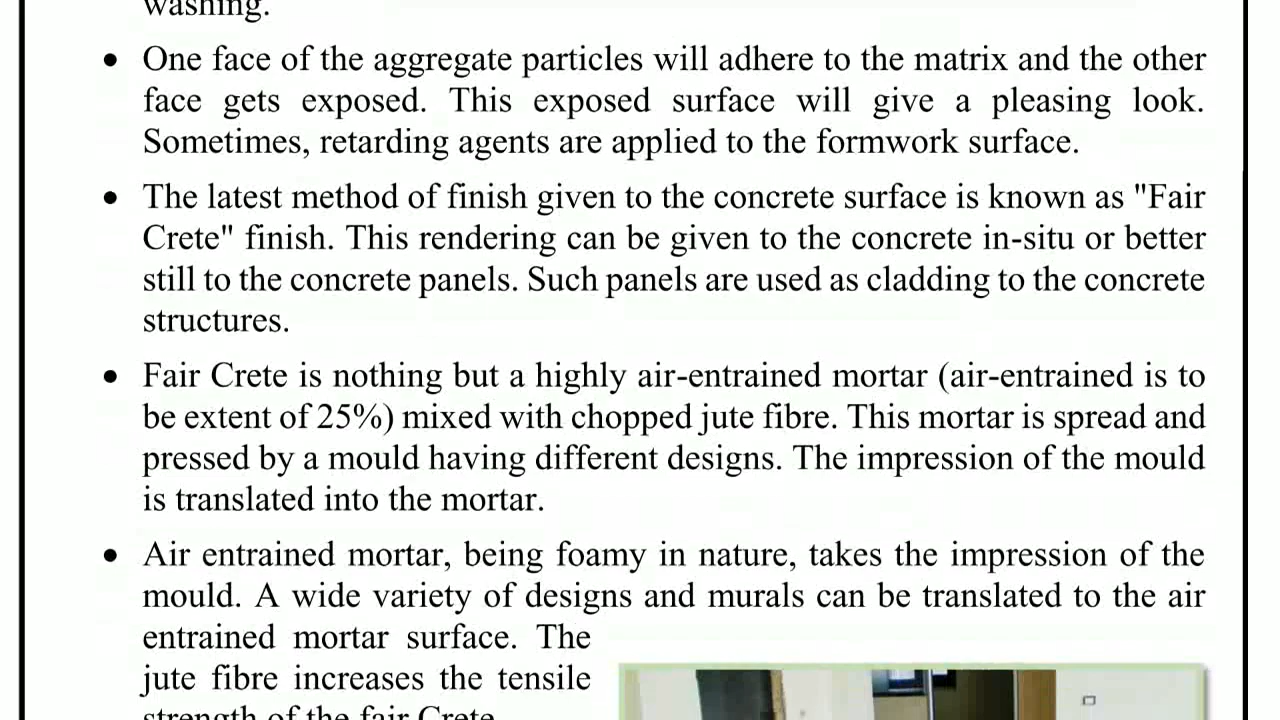 washing.
• One face of the aggregate particles will adhere to the matrix and the other
face gets exposed. This exposed surface will give a pleasing look.
Sometimes, retarding agents are applied to the formwork surface.
• The latest method of finish given to the concrete surface is known as "Fair
Crete" finish. This rendering can be given to the concrete in-situ or better
still to the concrete panels. Such panels are used as cladding to the concrete
structures.
• Fair Crete is nothing but a highly air-entrained mortar (air-entrained is to
be extent of 25%) mixed with chopped jute fibre. This mortar is spread and
pressed by a mould having different designs. The impression of the mould
is translated into the mortar.
• Air entrained mortar, being foamy in nature, takes the impression of the
mould. A wide variety of designs and murals can be translated to the air
entrained mortar surface. The
jute fibre increases the tensile
strength of the fair Crete.